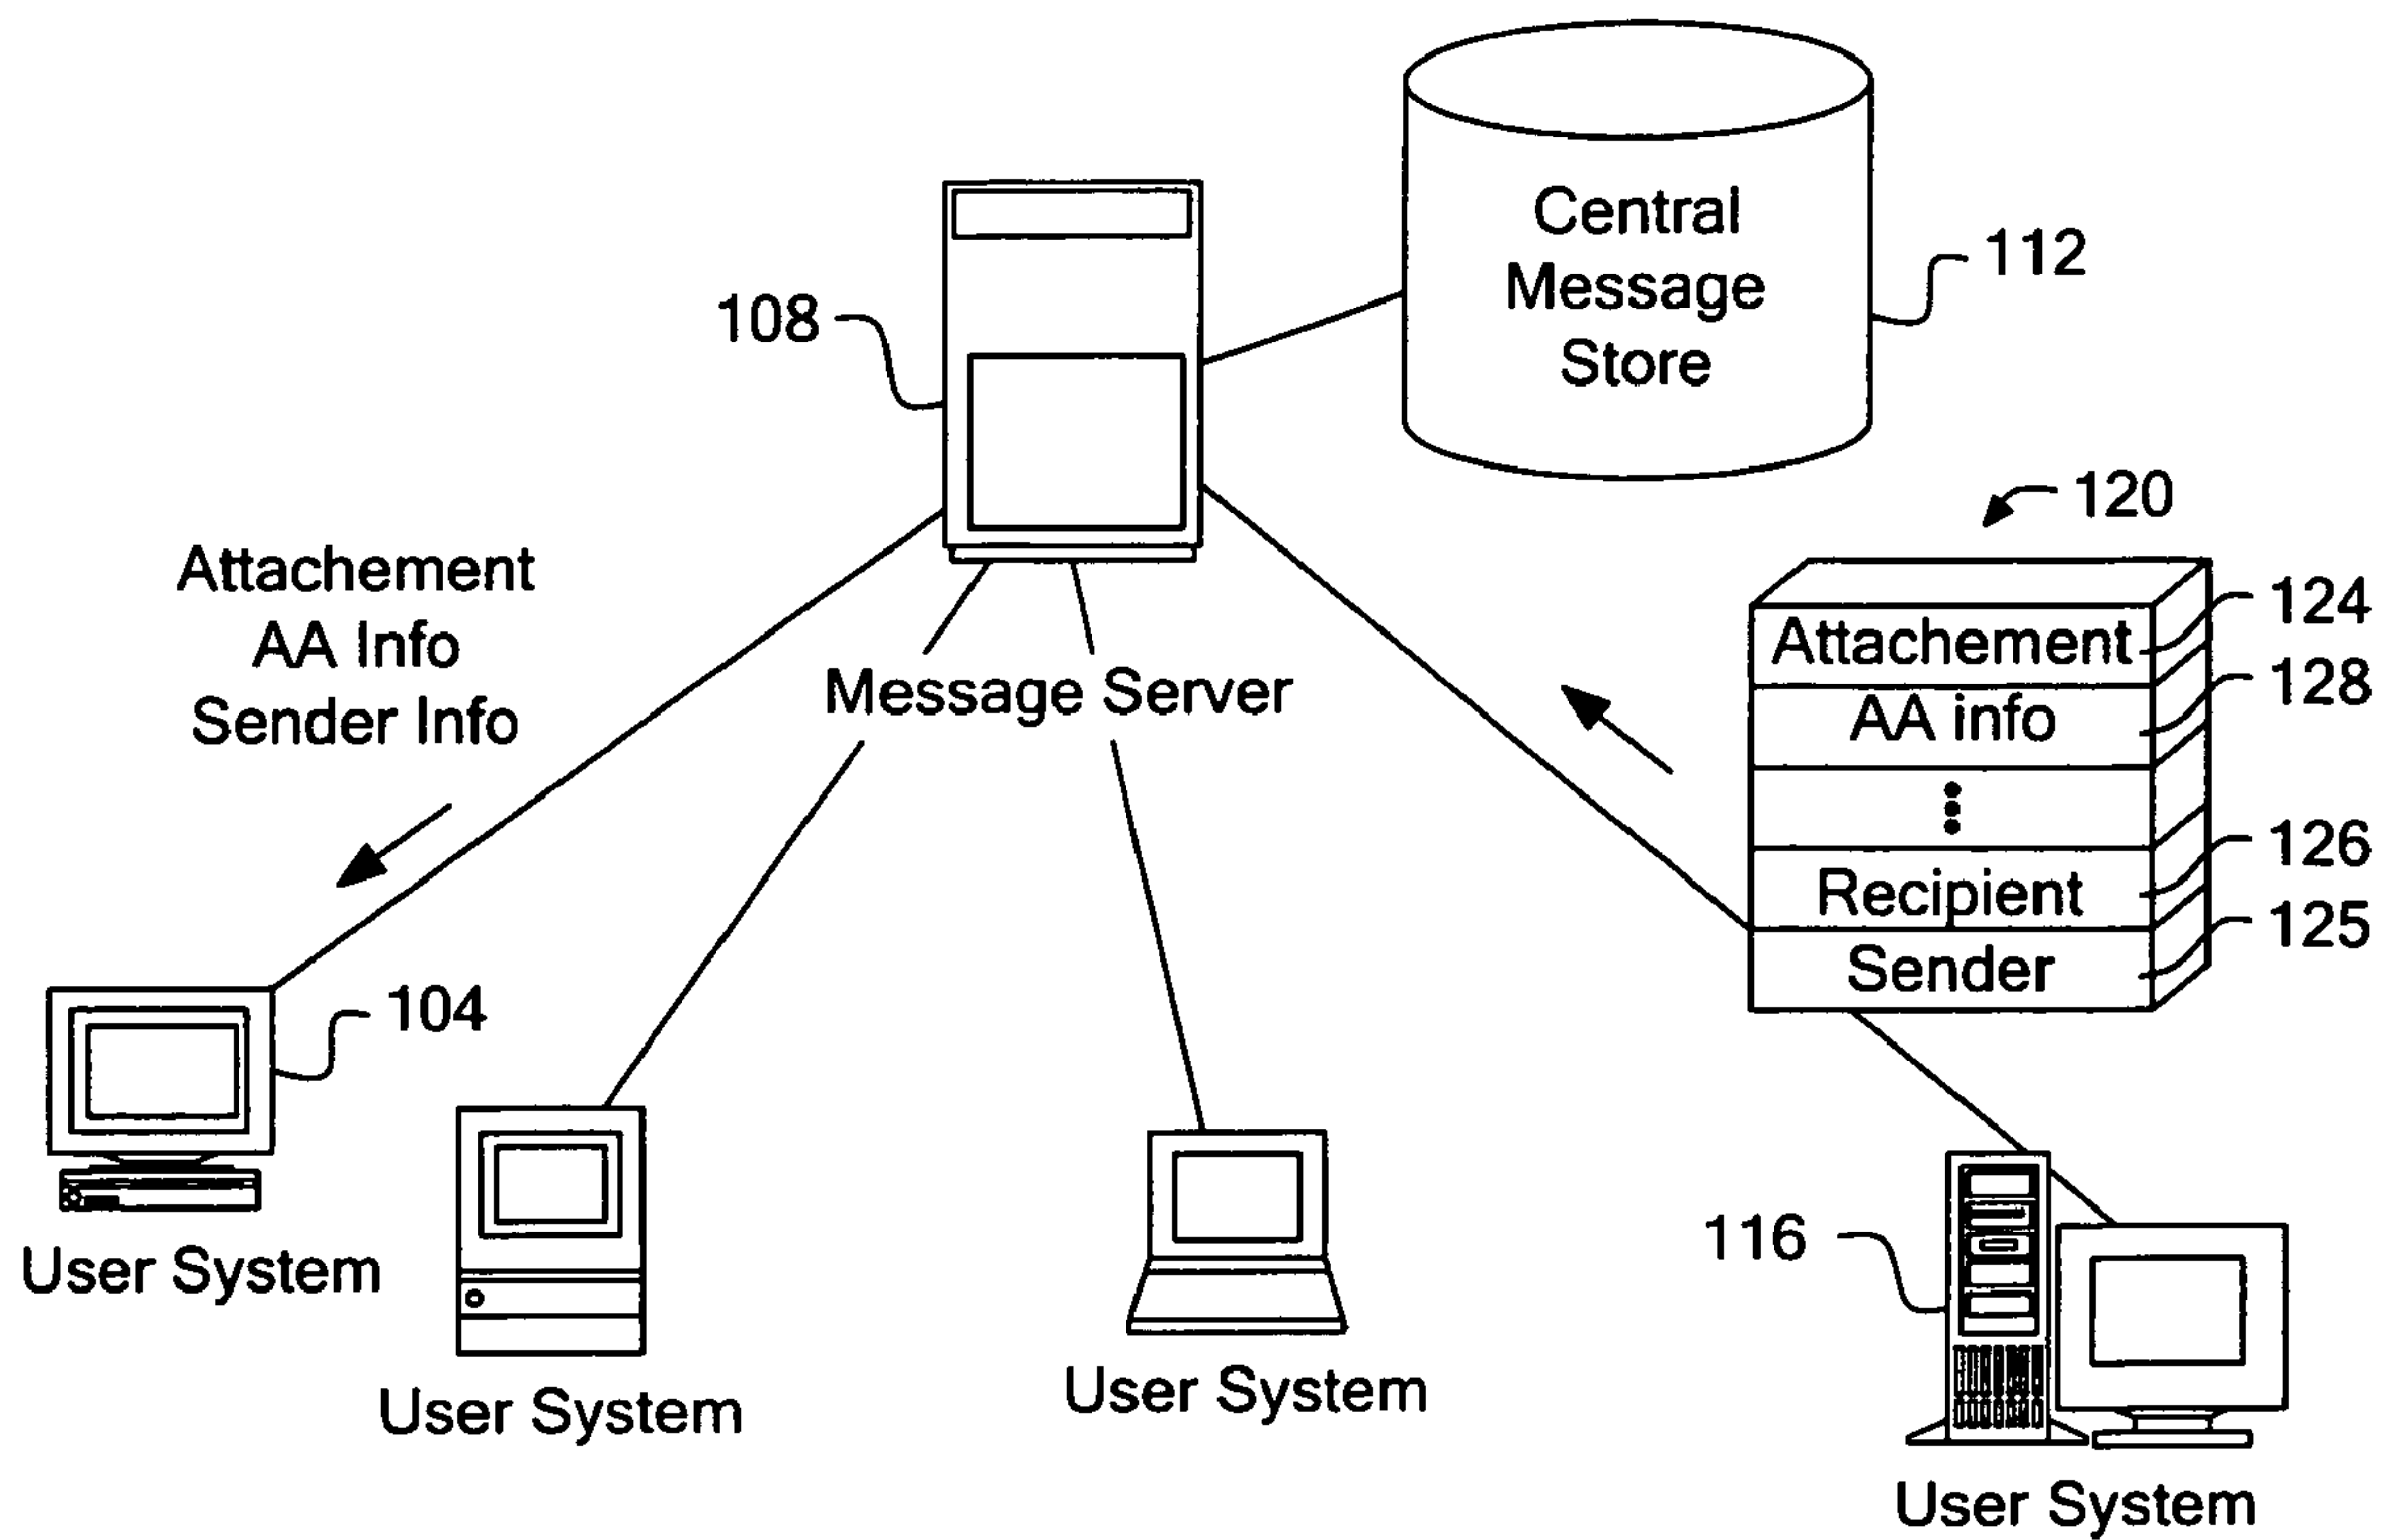 Central
Message
Store
112
108
120
Attachement
AA Info
Sender Info
Message Server
Attachement
124
AA info
128
Recipient
126
Sender
125
104
116
User System
User System
User System
User System